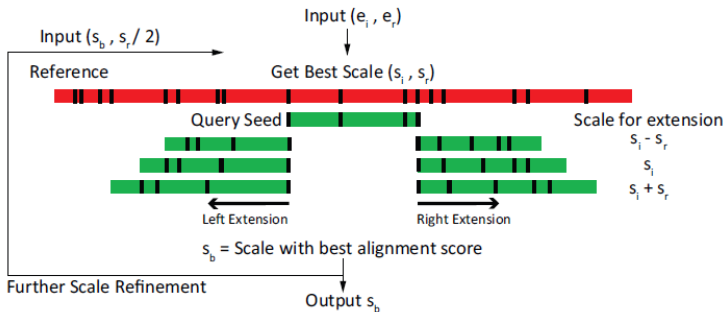 Input (e_i , e_r)
Input (s_b , s_r / 2)
Reference
Get Best Scale (s_i , s_r)
Query Seed
Scale for extension
s_i - s_r
s_i
s_i + s_r
Left Extension
Right Extension
s_b = Scale with best alignment score
Further Scale Refinement
Output s_b